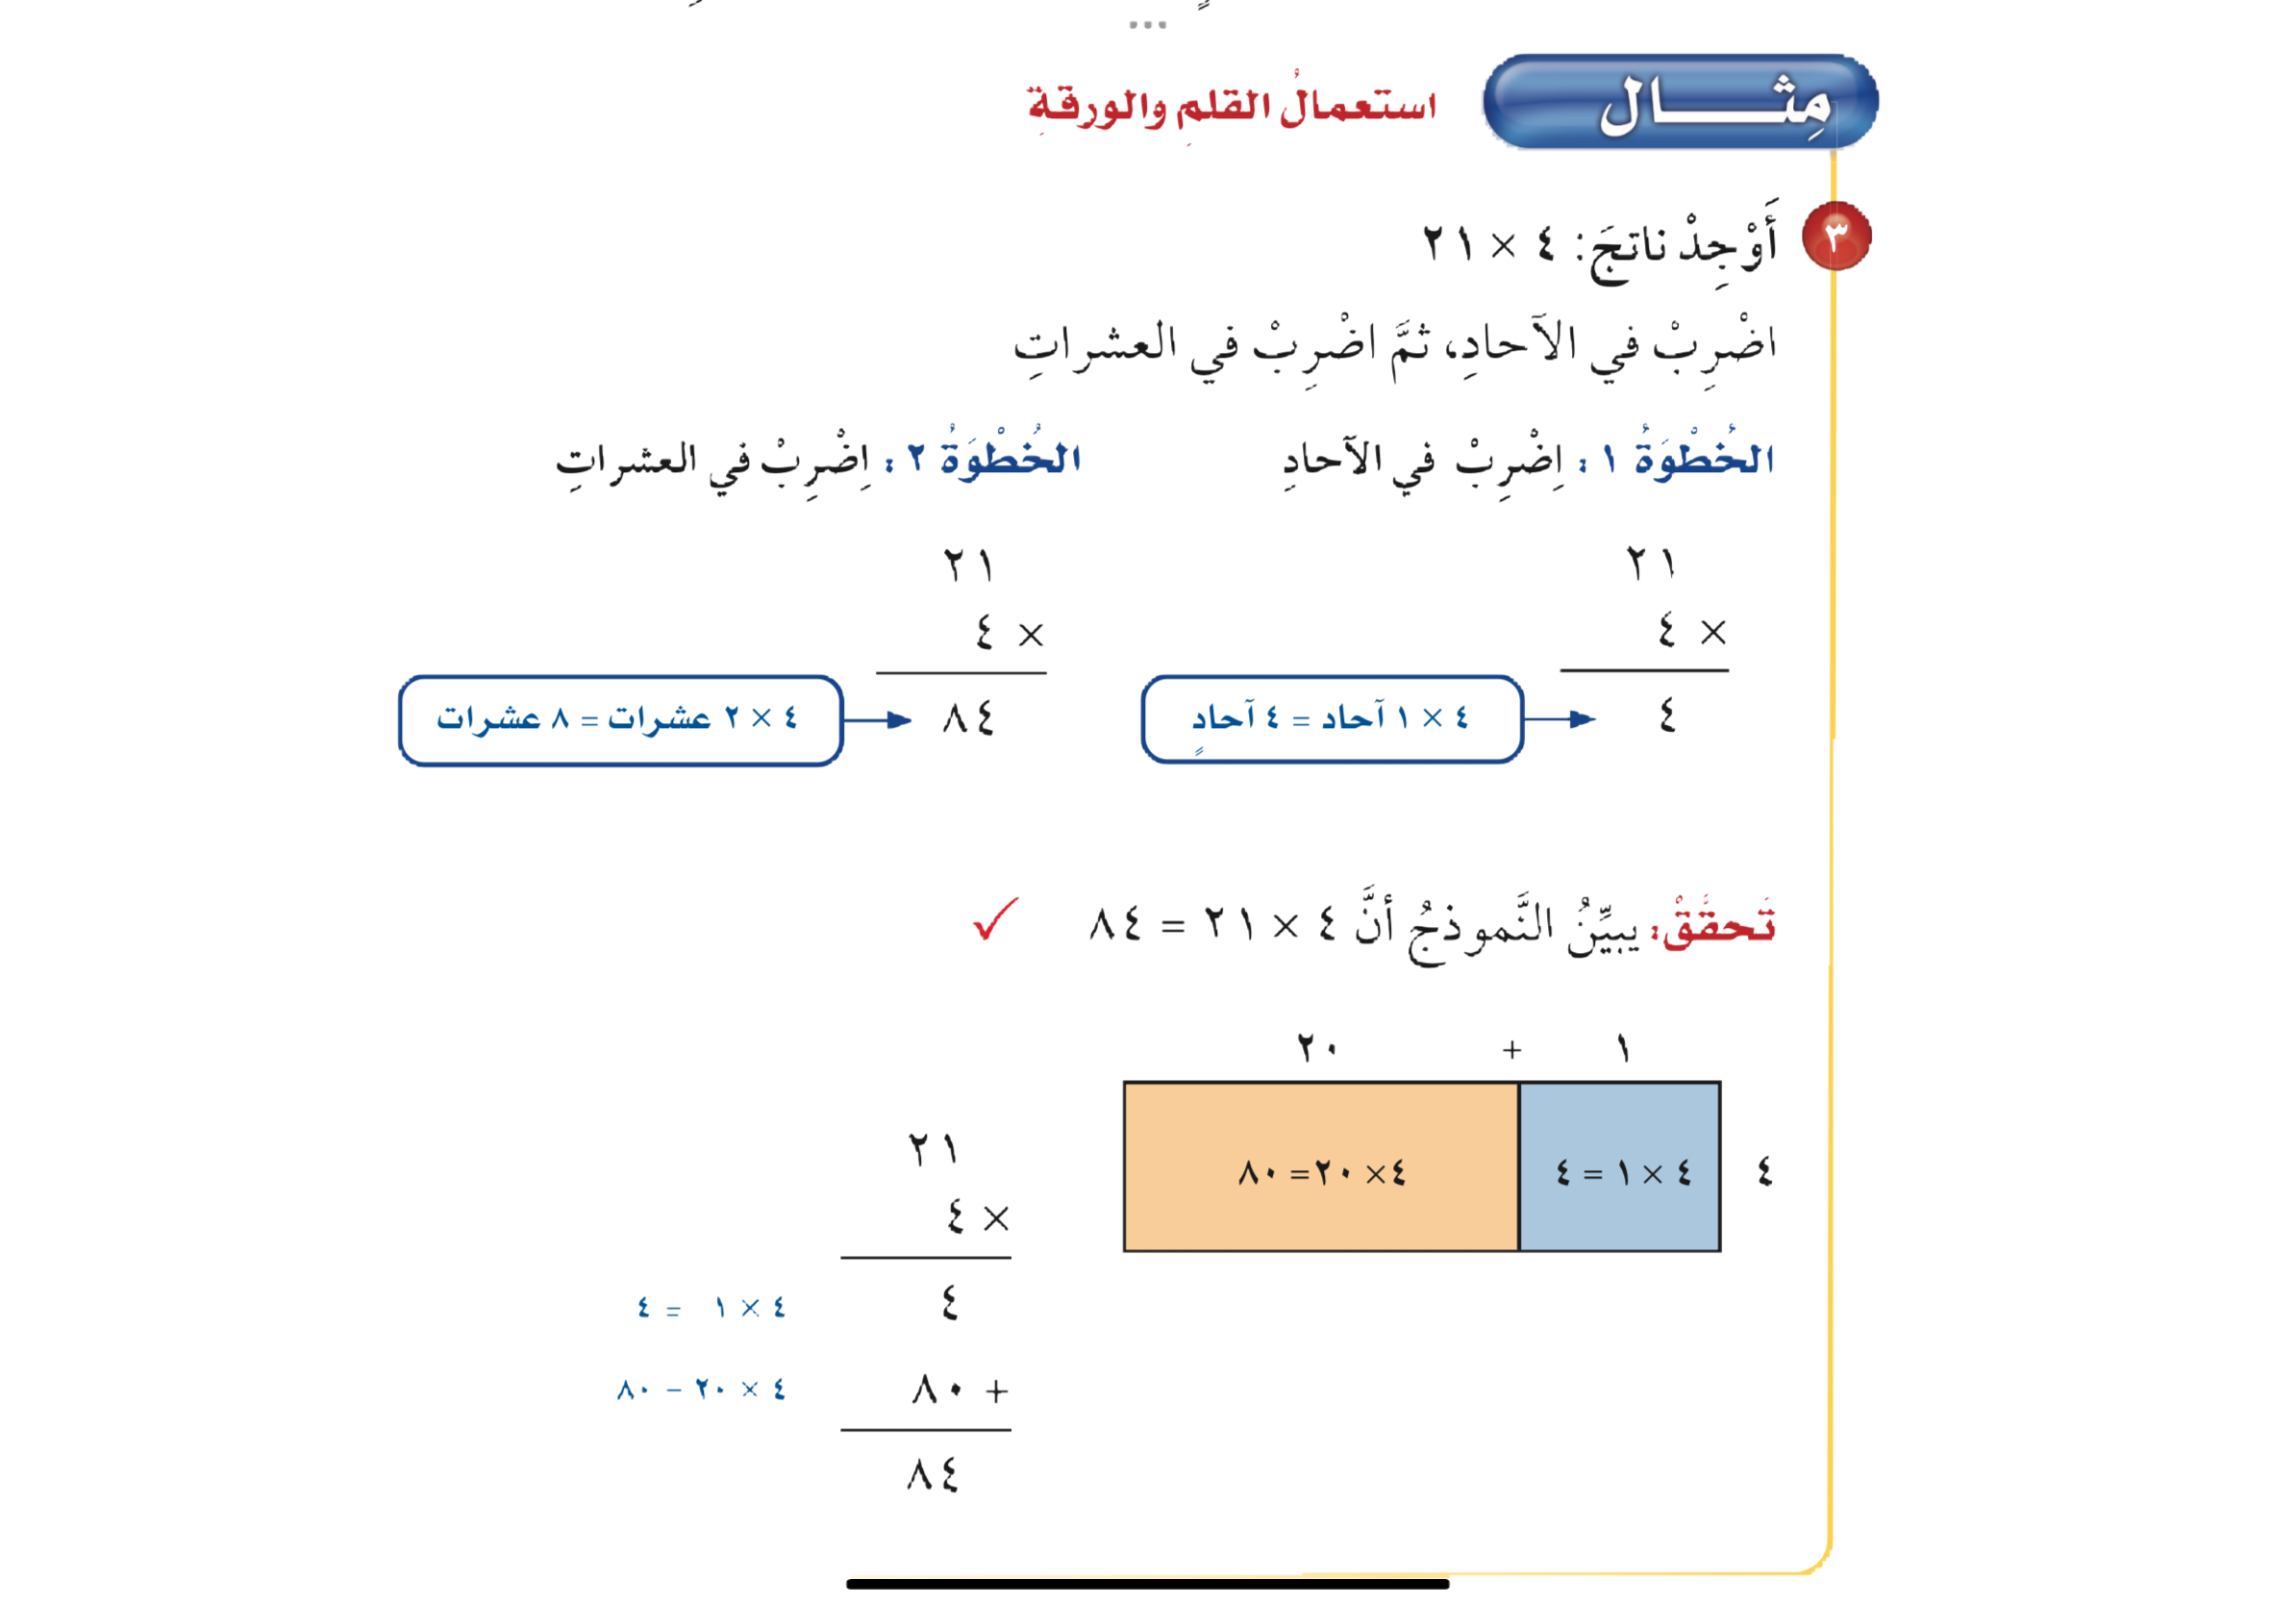 مِثــــال استعمالُ القلمِ والورقةِ
٣ أَوْجِدْ ناتجَ: ٤ × ٢١
اضْرِبْ في الآحادِ، ثمَّ اضْرِبْ في العشراتِ
الخُطْوَةُ ١ : اِضْرِبْ في الآحادِ
٢١
× ٤
٤
٤ × ١ آحاد = ٤ آحادٍ
الخُطْوَةُ ٢ : اِضْرِبْ في العشراتِ
٢١
× ٤
٨٤
٤ × ٢ عشرات = ٨ عشرات
تَحقَّقْ: يبيِّنُ النَّموذجُ أنَّ ٤ × ٢١ = ٨٤ ✓
١ + ٢٠
٤
٤ × ١ = ٤
٤× ٢٠= ٨٠
٢١
× ٤
٤ ٤ × ١ = ٤
+ ٨٠ ٤ × ٢٠ – ٨٠
٨٤